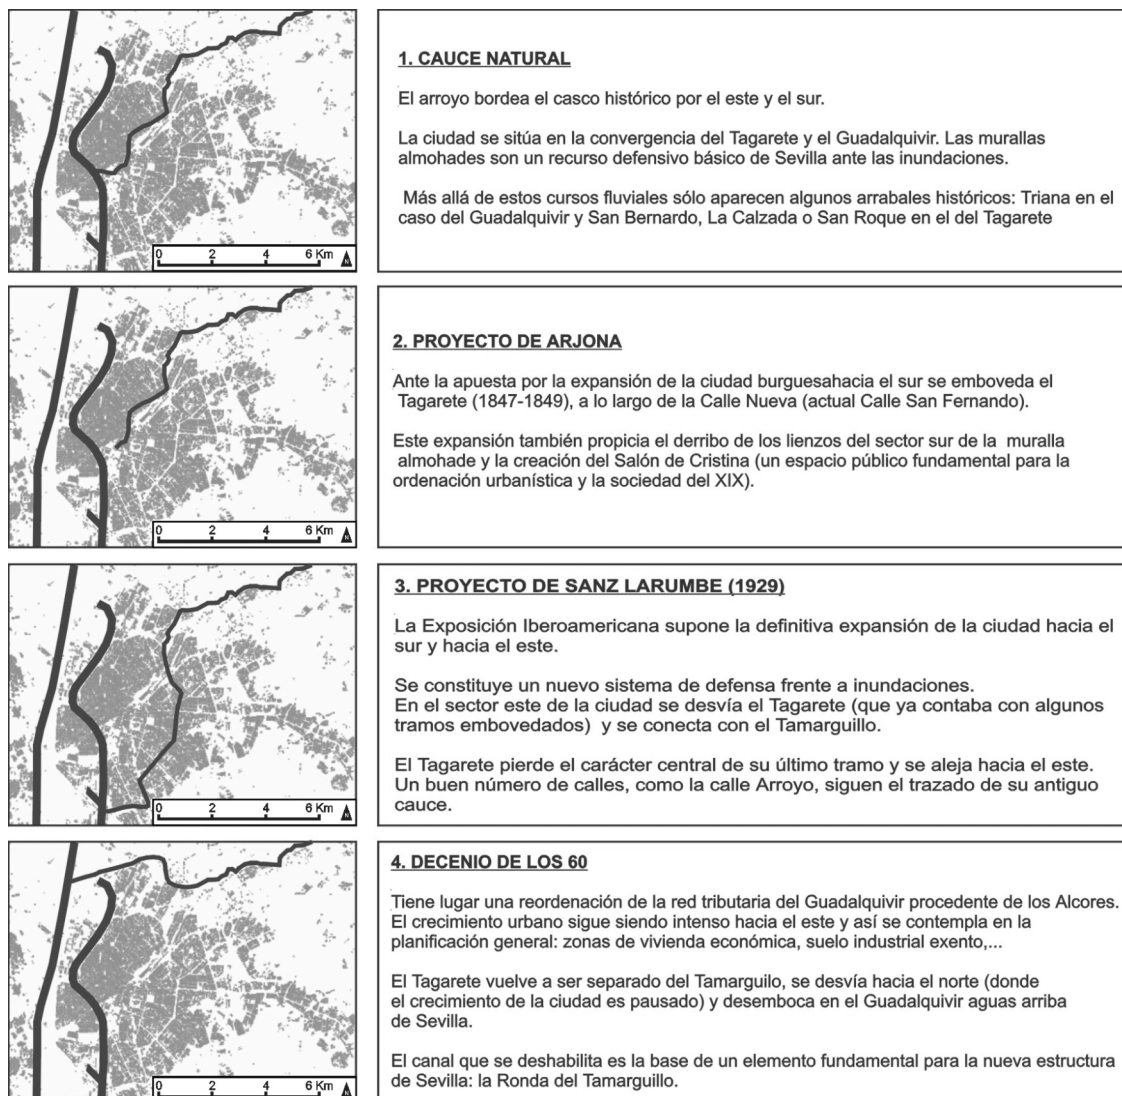 1. CAUCE NATURAL
El arroyo bordea el casco histórico por el este y el sur.
La ciudad se sitúa en la convergencia del Tagarete y el Guadalquivir. Las murallas
almohades son un recurso defensivo básico de Sevilla ante las inundaciones.
Más allá de estos cursos fluviales sólo aparecen algunos arrabales históricos: Triana en el
caso del Guadalquivir y San Bernardo, La Calzada o San Roque en el del Tagarete
0 2 4 6 Km
N
2. PROYECTO DE ARJONA
Ante la apuesta por la expansión de la ciudad burguesahacia el sur se emboveda el
Tagarete (1847-1849), a lo largo de la Calle Nueva (actual Calle San Fernando).
Este expansión también propicia el derribo de los lienzos del sector sur de la muralla
almohade y la creación del Salón de Cristina (un espacio público fundamental para la
ordenación urbanística y la sociedad del XIX).
0 2 4 6 Km
N
3. PROYECTO DE SANZ LARUMBE (1929)
La Exposición Iberoamericana supone la definitiva expansión de la ciudad hacia el
sur y hacia el este.
Se constituye un nuevo sistema de defensa frente a inundaciones.
En el sector este de la ciudad se desvía el Tagarete (que ya contaba con algunos
tramos embovedados) y se conecta con el Tamarguillo.
El Tagarete pierde el carácter central de su último tramo y se aleja hacia el este.
Un buen número de calles, como la calle Arroyo, siguen el trazado de su antiguo
cauce.
0 2 4 6 Km
N
4. DECENIO DE LOS 60
Tiene lugar una reordenación de la red tributaria del Guadalquivir procedente de los Alcores.
El crecimiento urbano sigue siendo intenso hacia el este y así se contempla en la
planificación general: zonas de vivienda económica, suelo industrial exento,...
El Tagarete vuelve a ser separado del Tamarguilo, se desvía hacia el norte (donde
el crecimiento de la ciudad es pausado) y desemboca en el Guadalquivir aguas arriba
de Sevilla.
El canal que se deshabilita es la base de un elemento fundamental para la nueva estructura
de Sevilla: la Ronda del Tamarguillo.
0 2 4 6 Km